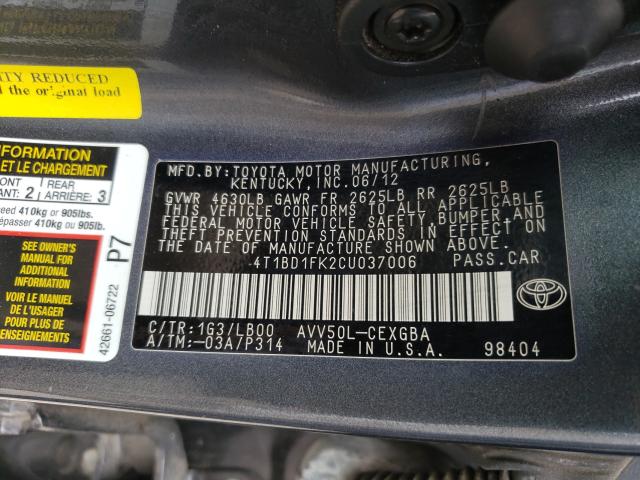 ITY REDUCED
d the original load
INFORMATION
ET LE CHARGEMENT
ONT 2 REAR ARRIÈRE: 3
ceed 410kg or 905lbs.
épasser 410kg ou 905lb.
SEE OWNER'S
MANUAL FOR
ADDITIONAL
INFORMATION
VOIR LE MANUEL
DE L'USAGER
POUR PLUS DE
RENSEIGNEMENTS
42661-06722 P7
MFD.BY:TOYOTA MOTOR MANUFACTURING,
KENTUCKY,INC.06/12
GVWR 4630LB GAWR FR 2625LB RR 2625LB
THIS VEHICLE CONFORMS TO ALL APPLICABLE
FEDERAL MOTOR VEHICLE SAFETY,BUMPER,AND
THEFT PREVENTION STANDARDS IN EFFECT ON
THE DATE OF MANUFACTURE SHOWN ABOVE.
4T1BD1FK2CU037006 PASS.CAR
C/TR:1G3/LB00 AVV50L-CEXGBA
A/TM:-03A/P314 MADE IN U.S.A. 98404
TOYOTA